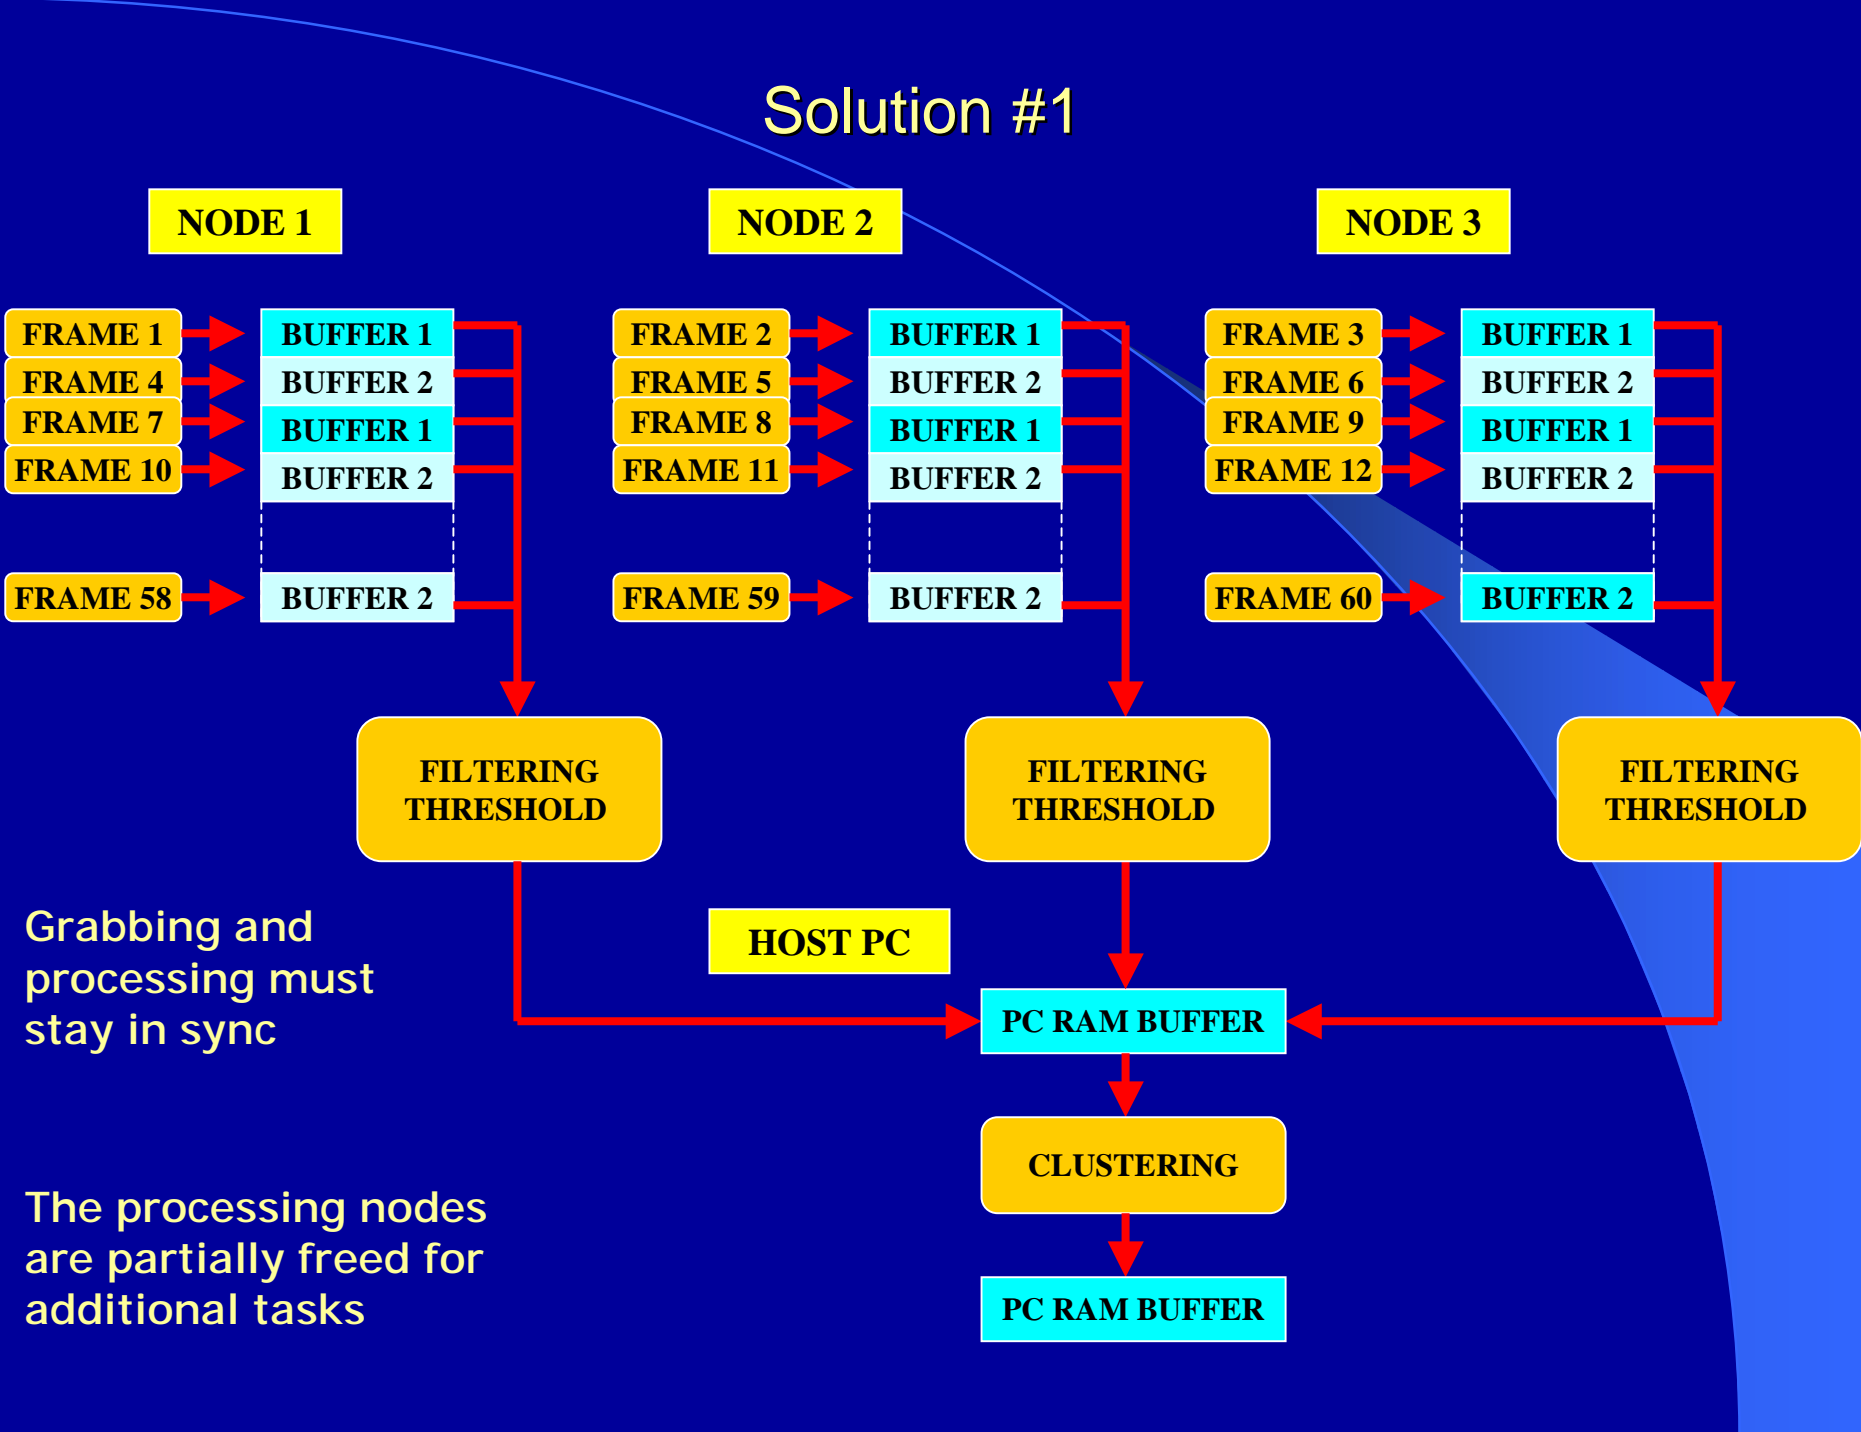 Solution #1
NODE 1
NODE 2
NODE 3
FRAME 1
BUFFER 1
FRAME 4
BUFFER 2
FRAME 7
BUFFER 1
FRAME 10
BUFFER 2
FRAME 58
BUFFER 2
FRAME 2
BUFFER 1
FRAME 5
BUFFER 2
FRAME 8
BUFFER 1
FRAME 11
BUFFER 2
FRAME 59
BUFFER 2
FRAME 3
BUFFER 1
FRAME 6
BUFFER 2
FRAME 9
BUFFER 1
FRAME 12
BUFFER 2
FRAME 60
BUFFER 2
FILTERING
THRESHOLD
FILTERING
THRESHOLD
FILTERING
THRESHOLD
Grabbing and
processing must
stay in sync
HOST PC
PC RAM BUFFER
CLUSTERING
The processing nodes
are partially freed for
additional tasks
PC RAM BUFFER